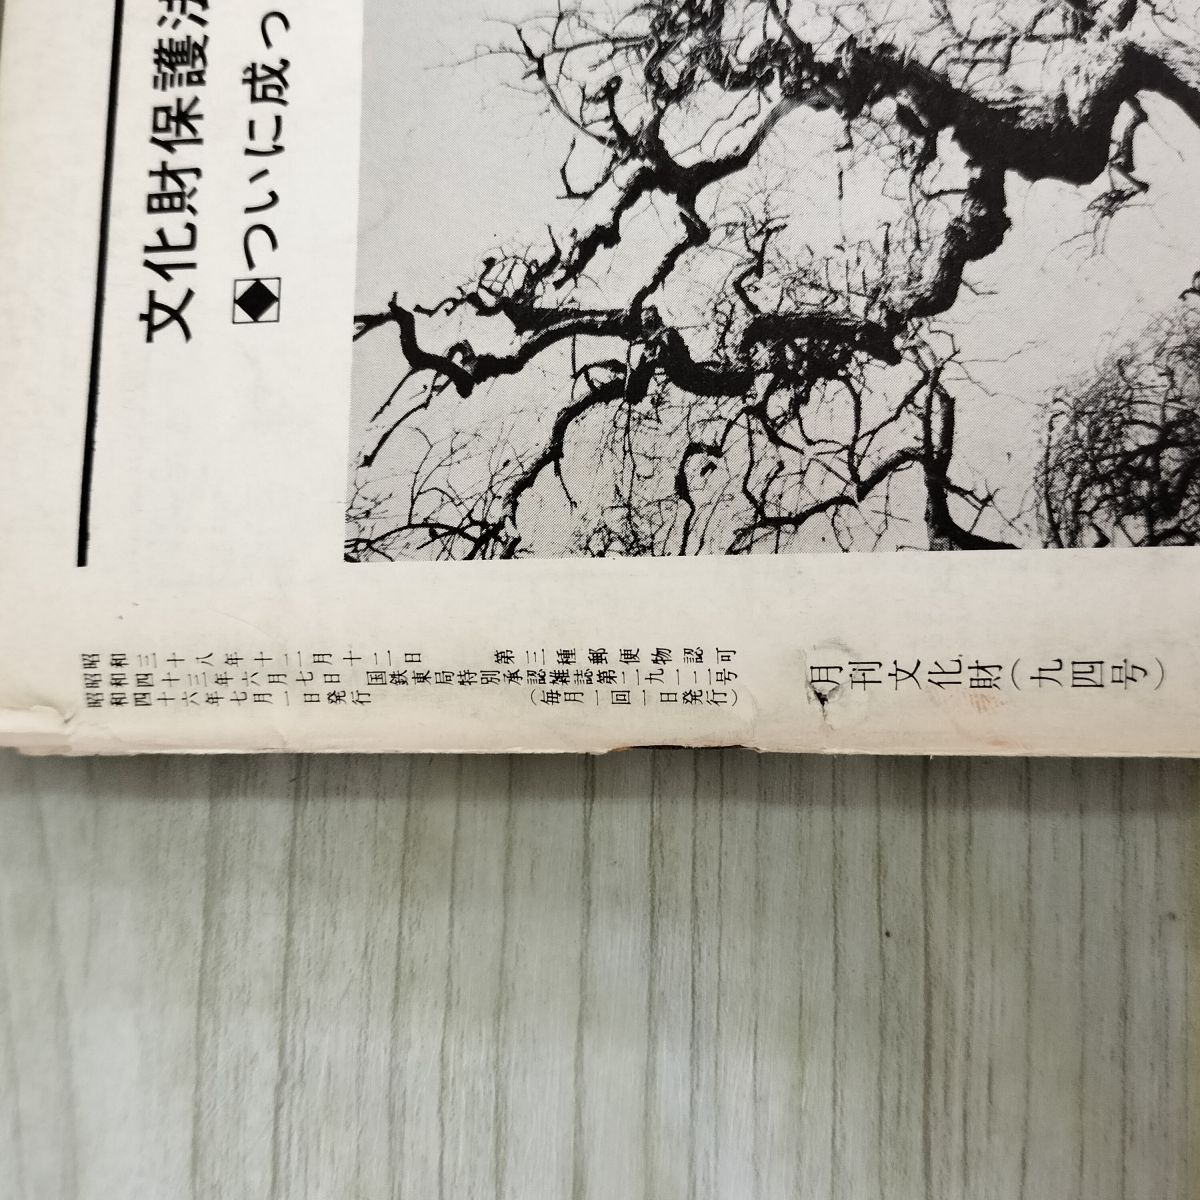 文化財保護法
◆ついに成っ
昭和三十八年十二月十二日 第三種郵便物認可
昭和四十三年六月七日 国鉄東局特別承認雑誌第二九一一号
昭和四十六年七月一日発行 (毎月一回一日発行)
月刊文化財(九四号)